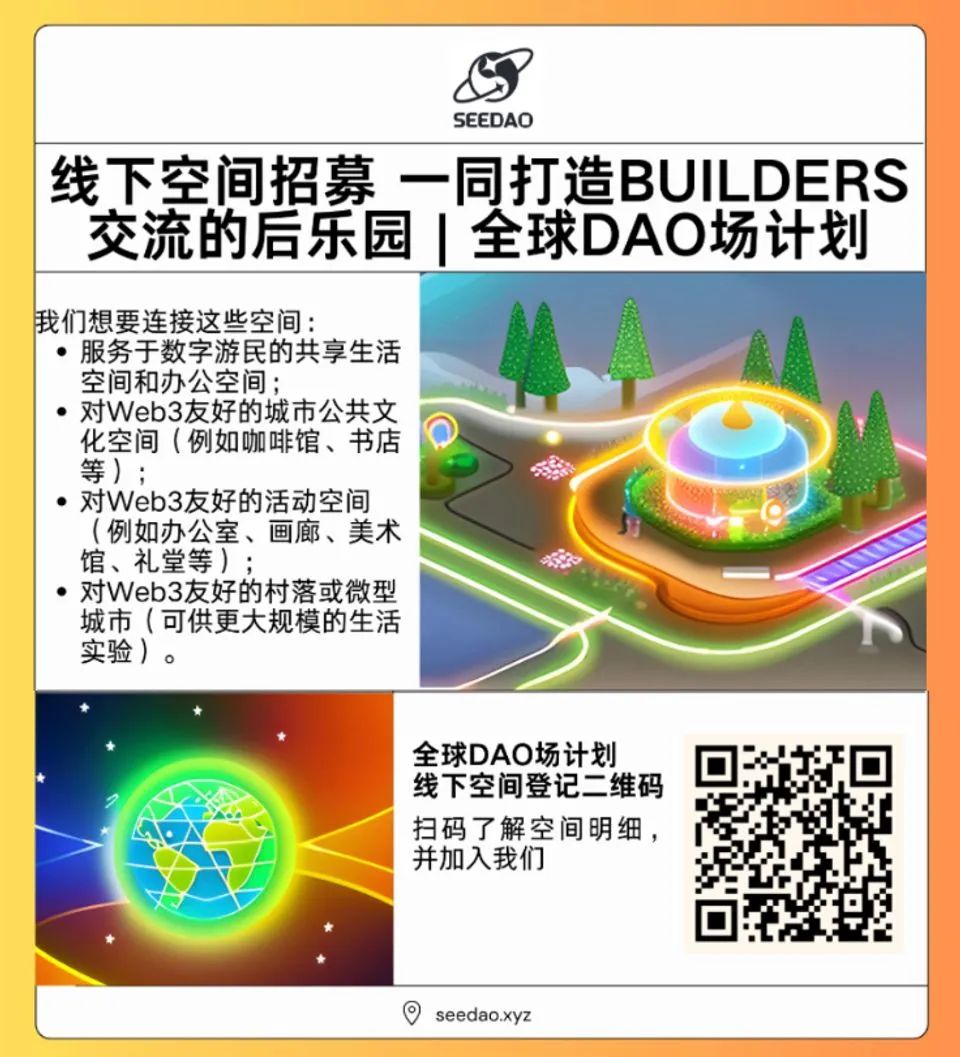 SEEDAO
线下空间招募 一同打造BUILDERS
交流的后乐园 | 全球DAO场计划
我们想要连接这些空间：
• 服务于数字游民的共享生活
空间和办公空间；
• 对Web3友好的城市公共文
化空间（例如咖啡馆、书店
等）；
• 对Web3友好的活动空间
（例如办公室、画廊、美术
馆、礼堂等）；
• 对Web3友好的村落或微型
城市（可供更大规模的生活
实验）。
全球DAO场计划
线下空间登记二维码
扫码了解空间明细，
并加入我们
seedao.xyz